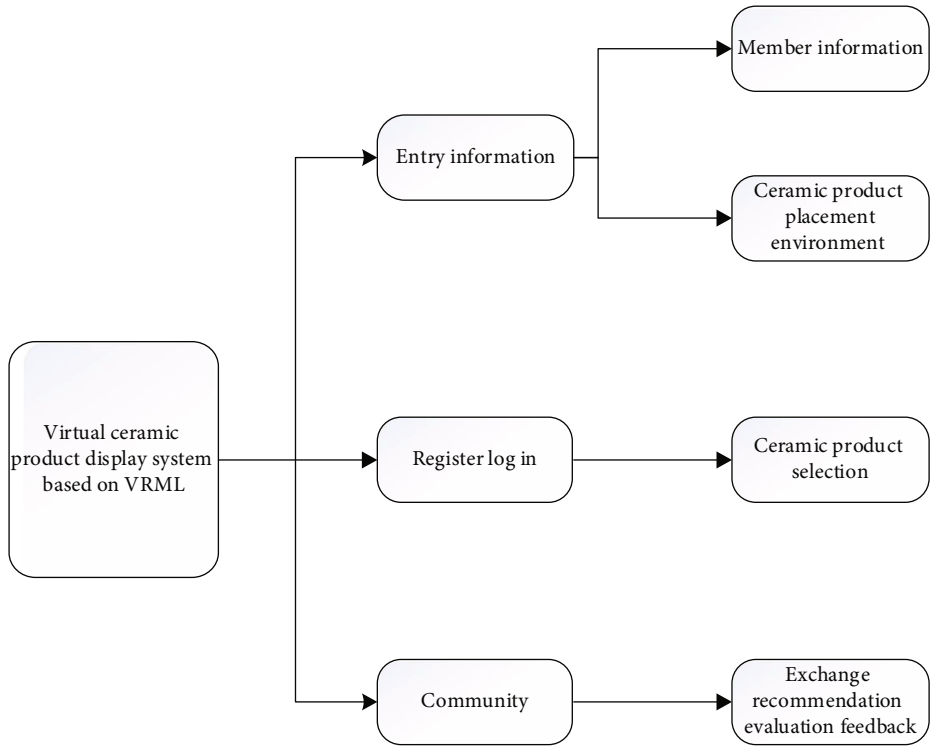 Member information
Entry information
Ceramic product
placement
environment
Virtual ceramic
product display system
based on VRML
Register log in
Ceramic product
selection
Community
Exchange
recommendation
evaluation feedback